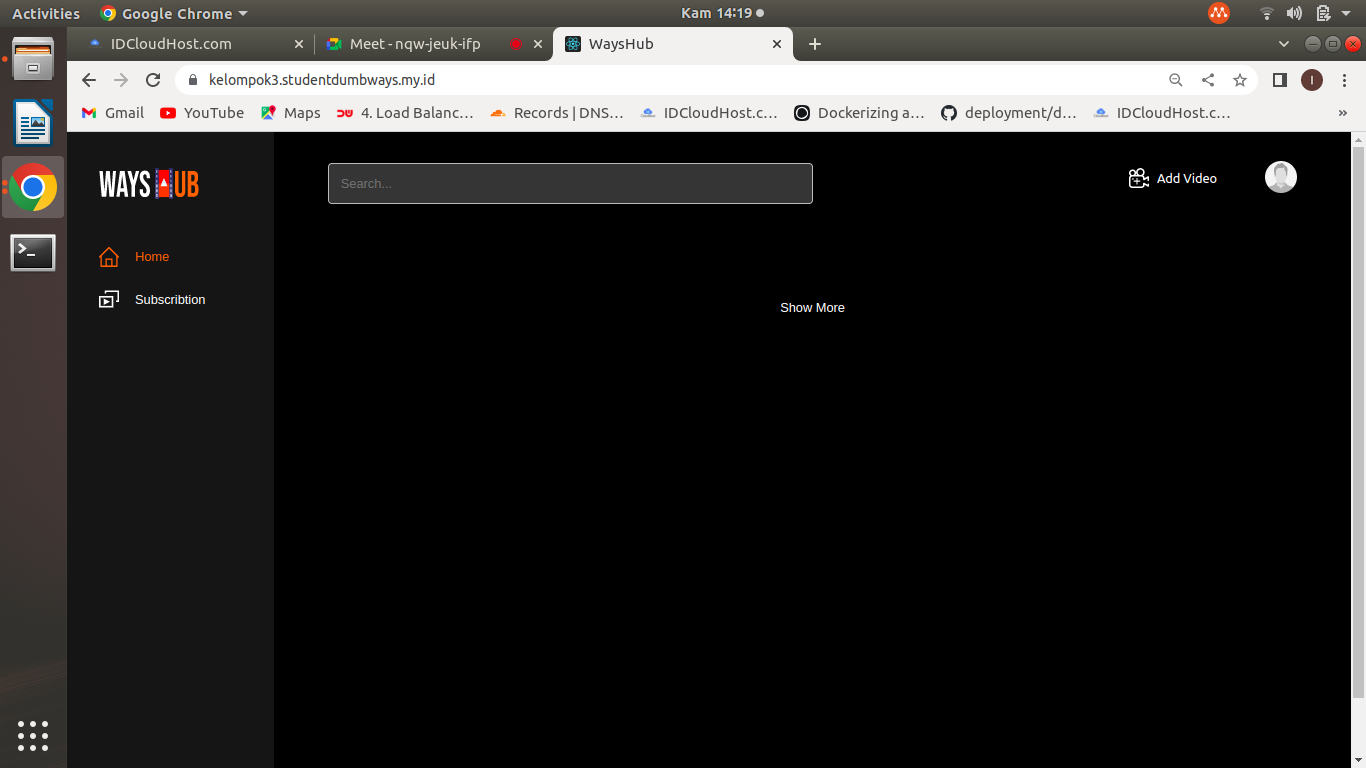 Activities Google Chrome Kam 14:19
IDCloudHost.com Meet - nqw-jeuk-ifp WaysHub
kelompok3.studentdumbways.my.id I
Gmail YouTube Maps 4. Load Balanc… Records | DNS… IDCloudHost.c… Dockerizing a… deployment/d… IDCloudHost.c… »
WAYS UB
Search...
Add Video
Home
Subscribtion
Show More